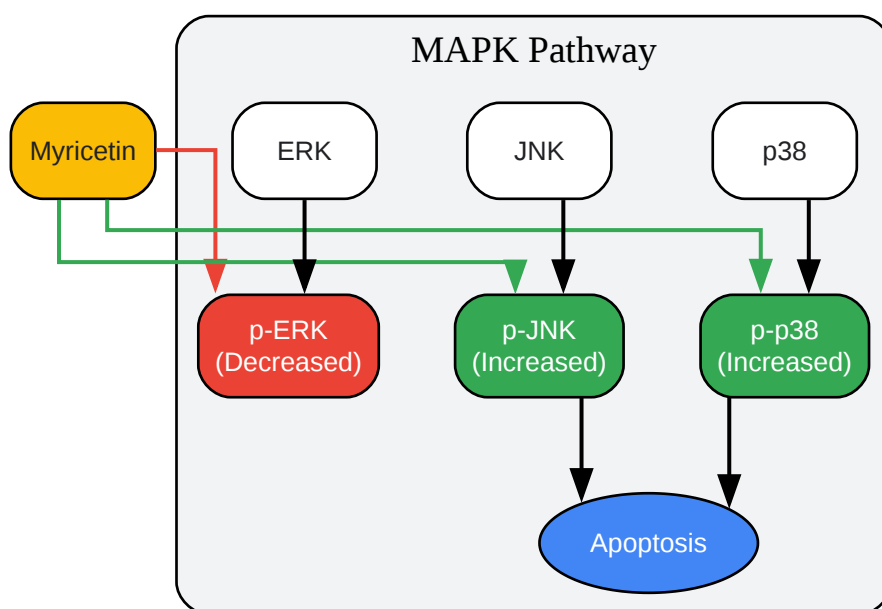 MAPK Pathway
Myricetin
ERK
JNK
p38
p-ERK
(Decreased)
p-JNK
(Increased)
p-p38
(Increased)
Apoptosis